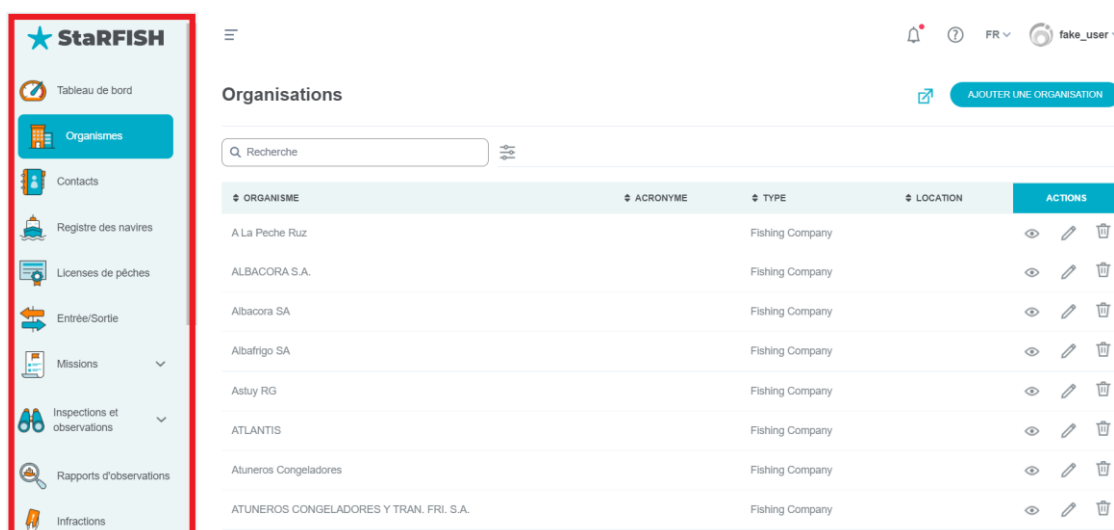 StaRFISH
Tableau de bord
Organismes
Contacts
Registre des navires
Licenses de pêches
Entrée/Sortie
Missions
Inspections et
observations
Rapports d'observations
Infractions
FR
fake_user
Organisations
AJOUTER UNE ORGANISATION
Recherche
ORGANISME ACRONYME TYPE LOCATION ACTIONS
A La Peche Ruz Fishing Company
ALBACORA S.A. Fishing Company
Albacora SA Fishing Company
Albafrigo SA Fishing Company
Astuy RG Fishing Company
ATLANTIS Fishing Company
Atuneros Congeladores Fishing Company
ATUNEROS CONGELADORES Y TRAN. FRI. S.A. Fishing Company